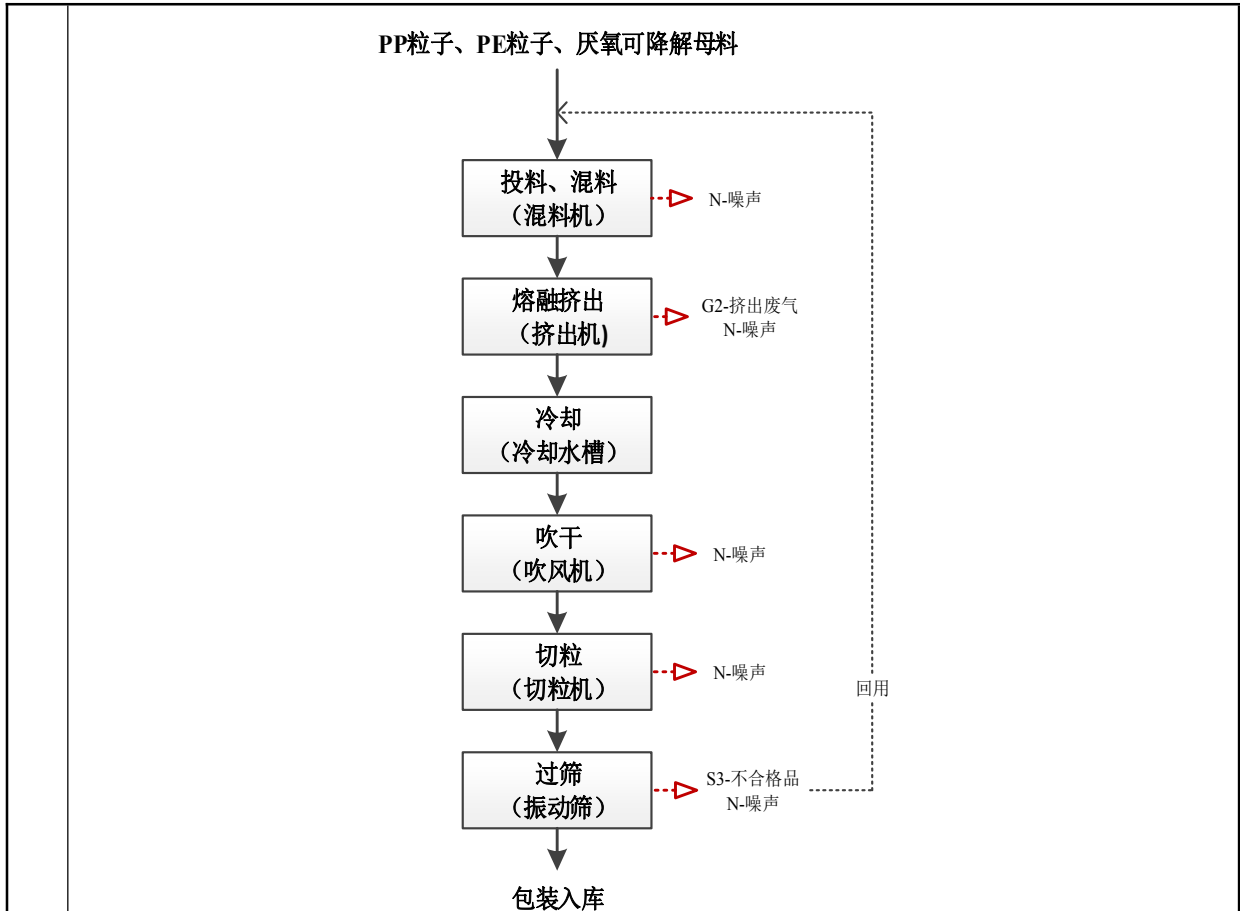 PP粒子、PE粒子、厌氧可降解母料
投料、混料
（混料机）
N-噪声
熔融挤出
（挤出机)
G2-挤出废气
N-噪声
冷却
（冷却水槽）
吹干
（吹风机）
N-噪声
切粒
（切粒机）
N-噪声
回用
过筛
（振动筛）
S3-不合格品
N-噪声
包装入库